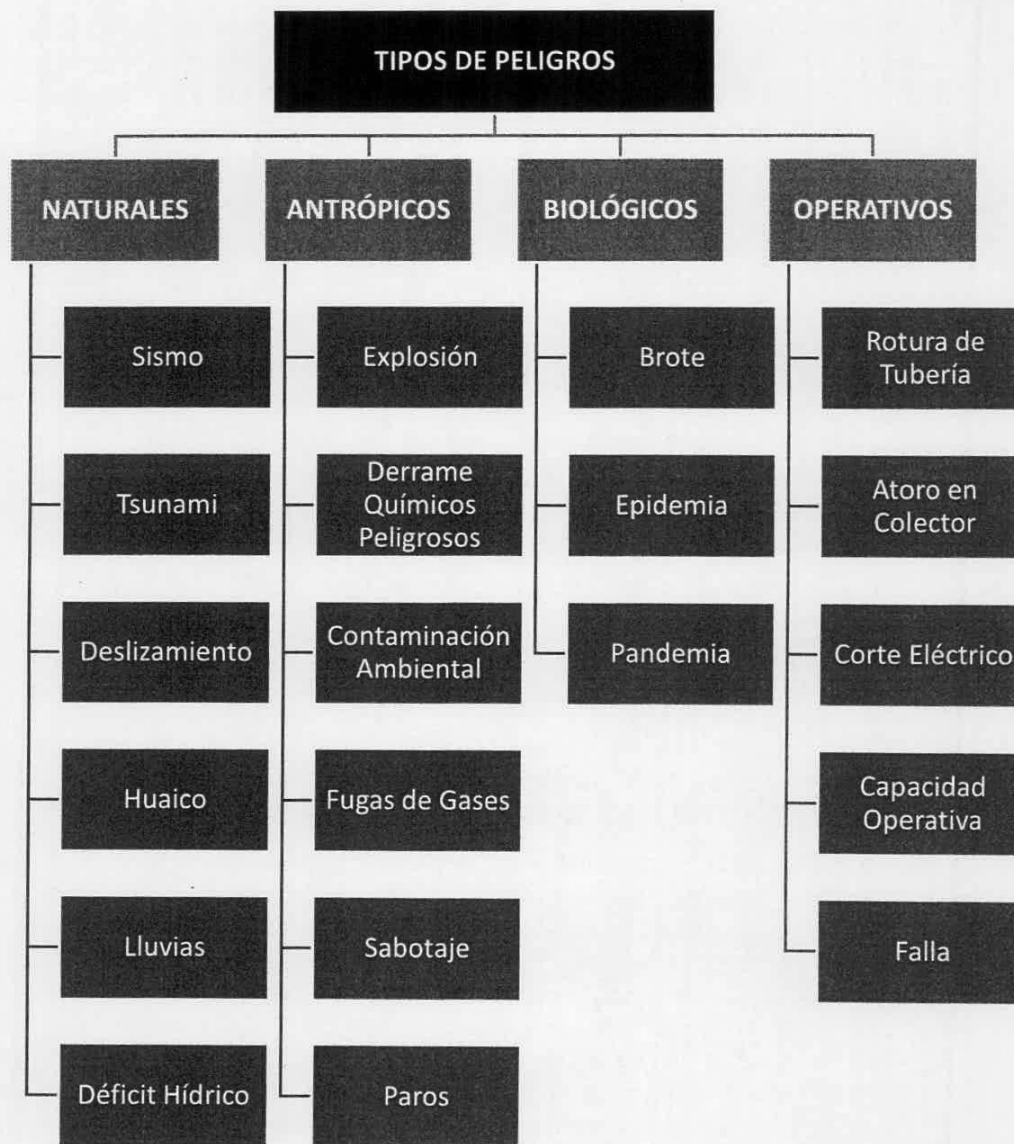 TIPOS DE PELIGROS
NATURALES
Sismo
Tsunami
Deslizamiento
Huaico
Lluvias
Déficit Hídrico
ANTRÓPICOS
Explosión
Derrame
Químicos
Peligrosos
Contaminación
Ambiental
Fugas de Gases
Sabotaje
Paros
BIOLÓGICOS
Brote
Epidemia
Pandemia
OPERATIVOS
Rotura de
Tubería
Atoro en
Colector
Corte Eléctrico
Capacidad
Operativa
Falla